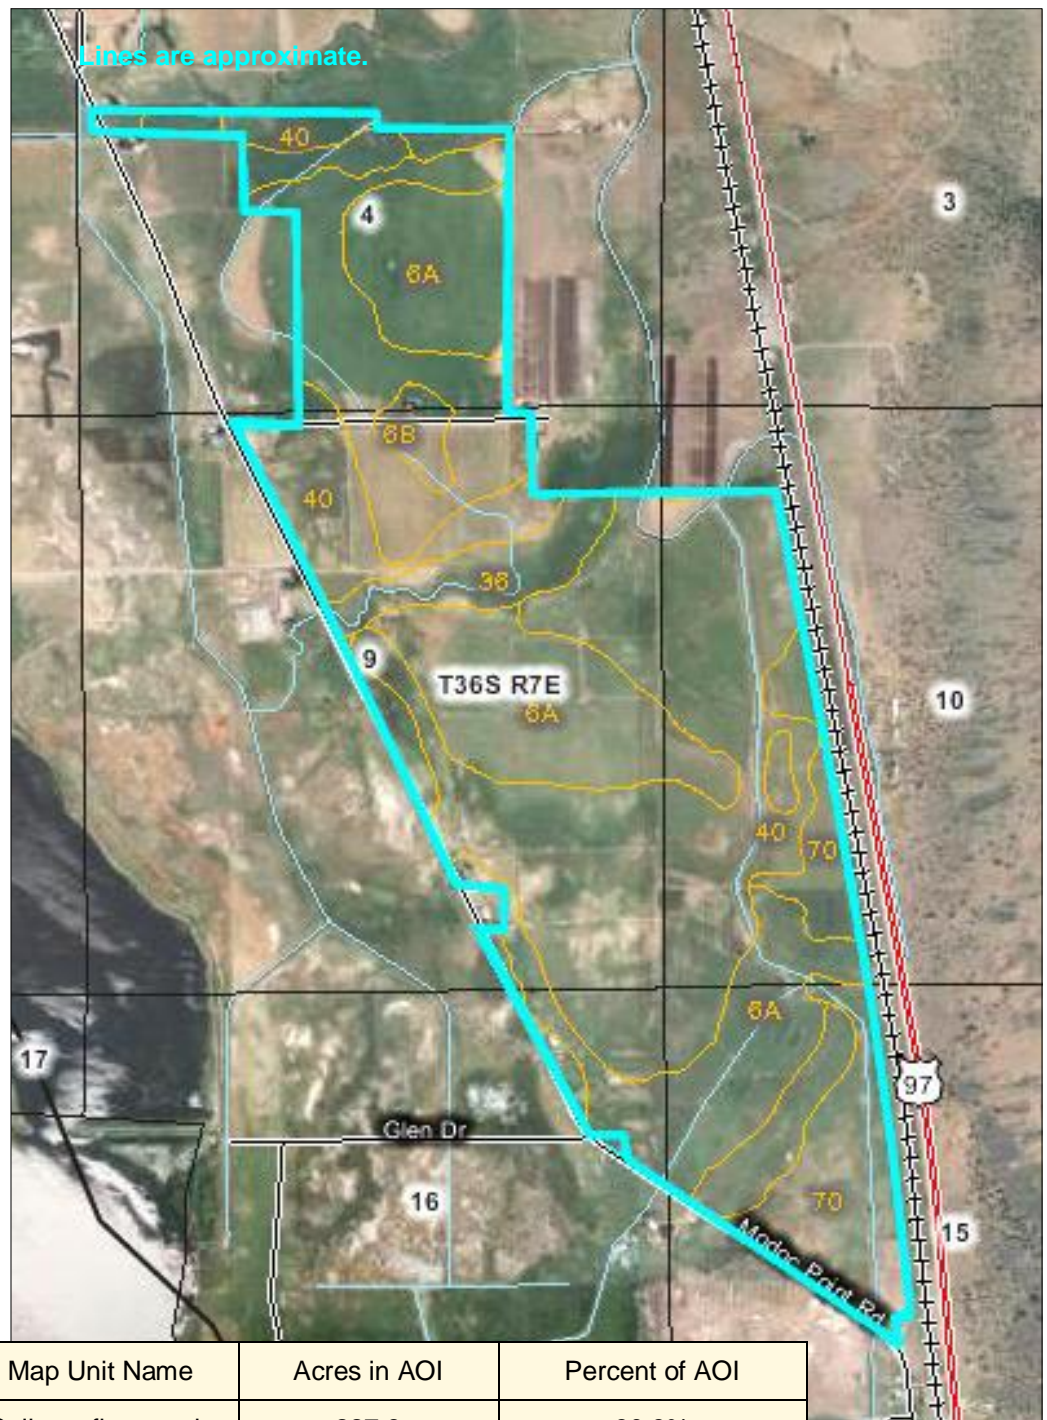 Lines are approximate.
40
4
3
6A
6B
40
36
9
T36S R7E
6A
10
40
70
6A
17
97
Glen Dr
16
70
15
Modoc Point Rd
Map Unit Name Acres in AOI Percent of AOI